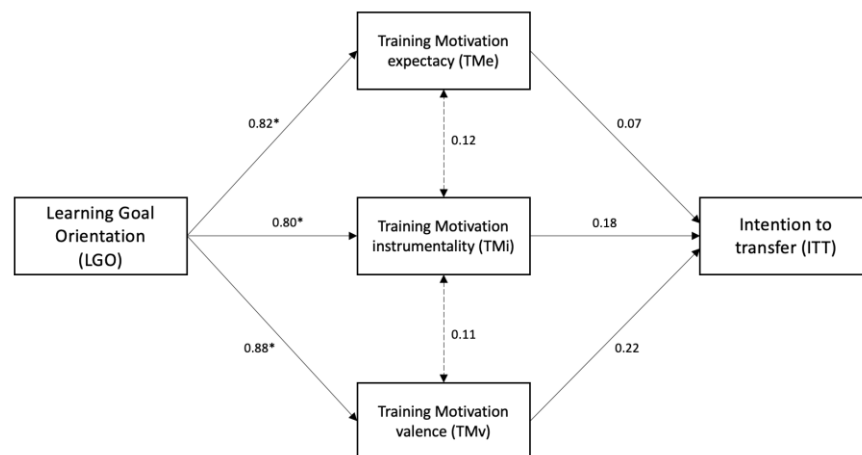 Training Motivation
expectacy (TMe)
0.82*
0.07
0.12
Learning Goal
Orientation
(LGO)
0.80*
Training Motivation
instrumentality (TMi)
0.18
Intention to
transfer (ITT)
0.11
0.88*
0.22
Training Motivation
valence (TMv)